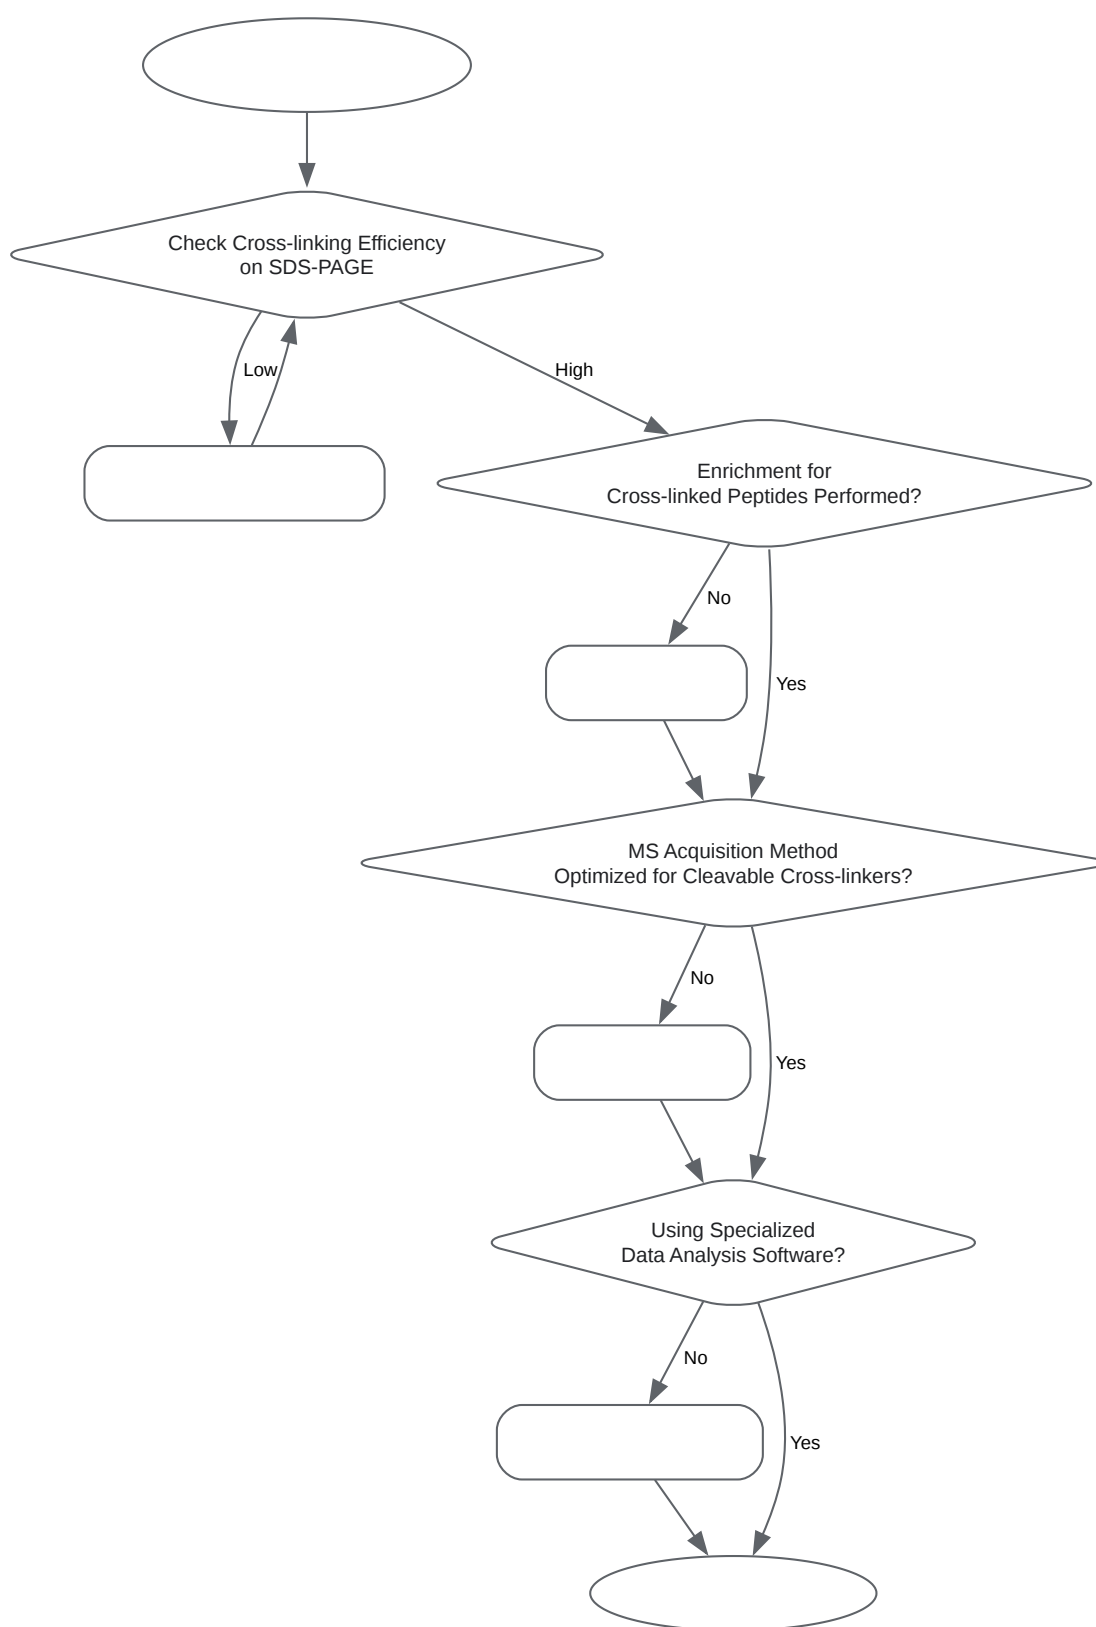 Check Cross-linking Efficiency
on SDS-PAGE
Low
High
Enrichment for
Cross-linked Peptides Performed?
No
Yes
MS Acquisition Method
Optimized for Cleavable Cross-linkers?
No
Yes
Using Specialized
Data Analysis Software?
No
Yes